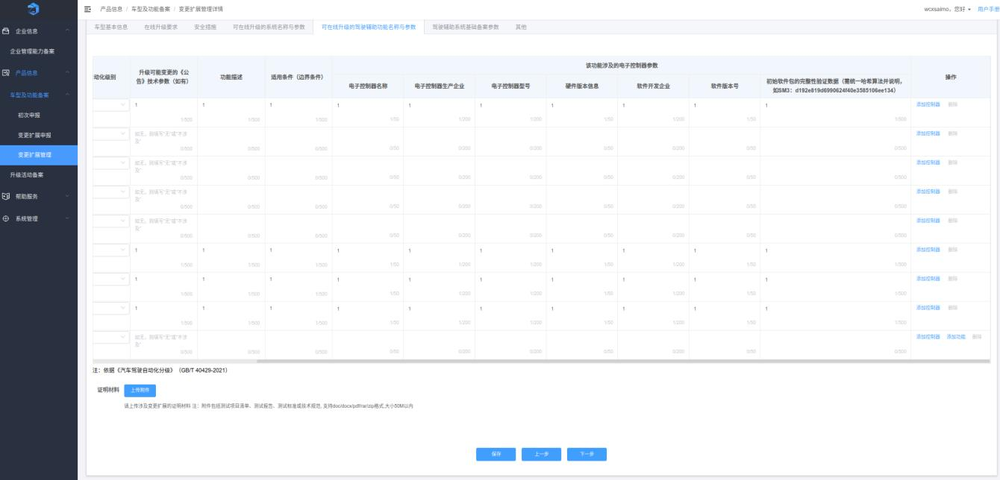 产品信息 / 车型及功能备案 / 变更扩展管理详情
wcxsaimo，您好 用户手册
企业信息
企业管理能力备案
产品信息
车型及功能备案
初次申报
变更扩展申报
变更扩展管理
升级活动备案
帮助服务
系统管理
车型基本信息 在线升级要求 安全措施 可在线升级的系统名称与参数 可在线升级的驾驶辅助功能名称与参数 驾驶辅助系统基础备案参数 其他
动化级别 升级可能变更的《公告》技术参数（如有） 功能描述 适用条件（边界条件） 该功能涉及的电子控制器参数 操作
电子控制器名称 电子控制器生产企业 电子控制器型号 硬件版本信息 软件开发企业 软件版本号 初始软件包的完整性验证数据（需统一哈希算法并说明，
如SM3：d192e819d6990624f40e3585106ee134）
1 1 1 1 1 1 1 1 1 1 添加控制器 删除
1/500 1/500 1/500 1/50 1/200 1/200 1/50 1/200 1/50 1/500
如无，则填写"无"或"不涉及" 添加控制器 删除
0/500 0/500 0/500 0/50 0/200 0/200 0/50 0/200 0/50 0/500
如无，则填写"无"或"不涉及" 添加控制器 删除
0/500 0/500 0/500 0/50 0/200 0/200 0/50 0/200 0/50 0/500
如无，则填写"无"或"不涉及" 添加控制器 删除
0/500 0/500 0/500 0/50 0/200 0/200 0/50 0/200 0/50 0/500
如无，则填写"无"或"不涉及" 添加控制器 删除
0/500 0/500 0/500 0/50 0/200 0/200 0/50 0/200 0/50 0/500
1 1 1 1 1 1 1 1 1 1 添加控制器 删除
1/500 1/500 1/500 1/50 1/200 1/200 1/50 1/200 1/50 1/500
1 1 1 1 1 1 1 1 1 1 添加控制器 删除
1/500 1/500 1/500 1/50 1/200 1/200 1/50 1/200 1/50 1/500
1 1 1 1 1 1 1 1 1 1 添加控制器 删除
1/500 1/500 1/500 1/50 1/200 1/200 1/50 1/200 1/50 1/500
如无，则填写"无"或"不涉及" 添加控制器 添加功能 删除
0/500 0/500 0/500 0/50 0/200 0/200 0/50 0/200 0/50 0/500
注：依据《汽车驾驶自动化分级》（GB/T 40429-2021）
证明材料 上传附件
请上传涉及变更扩展的证明材料 注：附件包括测试项目清单、测试报告、测试标准或技术规范, 支持doc/docx/pdf/rar/zip格式,大小50M以内
保存 上一步 下一步